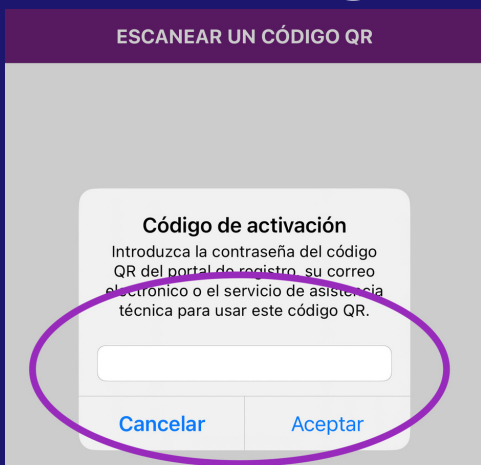 ESCANEAR UN CÓDIGO QR
Código de activación
Introduzca la contraseña del código
QR del portal de registro, su correo
electrónico o el servicio de asistencia
técnica para usar este código QR.
Cancelar
Aceptar